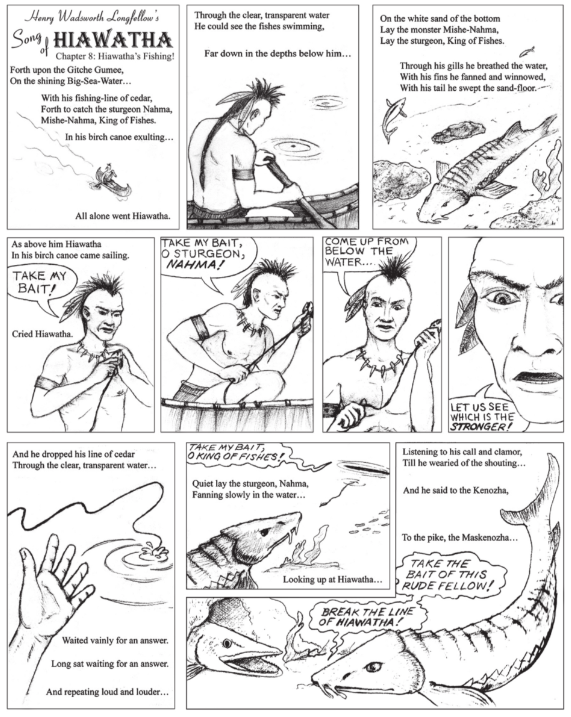 Henry Wadsworth Longfellow's
Song of HIAWATHA
Chapter 8: Hiawatha's Fishing!
Forth upon the Gitche Gumee,
On the shining Big-Sea-Water…
With his fishing-line of cedar,
Forth to catch the sturgeon Nahma,
Mishe-Nahma, King of Fishes.
In his birch canoe exulting…
All alone went Hiawatha.
Through the clear, transparent water
He could see the fishes swimming,
Far down in the depths below him…
On the white sand of the bottom
Lay the monster Mishe-Nahma,
Lay the sturgeon, King of Fishes.
Through his gills he breathed the water,
With his fins he fanned and winnowed,
With his tail he swept the sand-floor.
As above him Hiawatha
In his birch canoe came sailing.
TAKE MY
BAIT!
Cried Hiawatha.
TAKE MY BAIT,
O STURGEON,
NAHMA!
COME UP FROM
BELOW THE
WATER....
LET US SEE
WHICH IS THE
STRONGER!
And he dropped his line of cedar
Through the clear, transparent water…
Waited vainly for an answer.
Long sat waiting for an answer.
And repeating loud and louder…
TAKE MY BAIT,
O KING OF FISHES!
Quiet lay the sturgeon, Nahma,
Fanning slowly in the water…
Looking up at Hiawatha…
Listening to his call and clamor,
Till he wearied of the shouting…
And he said to the Kenozha,
To the pike, the Maskenozha…
TAKE THE
BAIT OF THIS
RUDE FELLOW!
BREAK THE LINE
OF HIAWATHA!